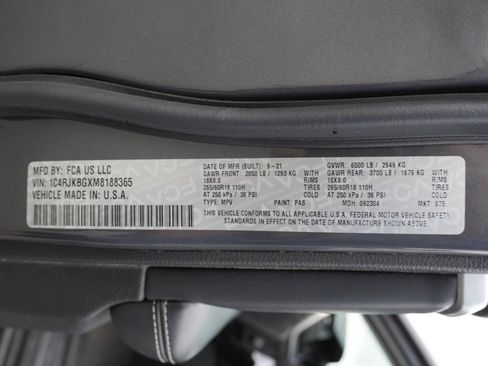 MFD BY: FCA US LLC
VIN: 1C4RJKBGXM8188365
VEHICLE MADE IN: U.S.A.
DATE OF MFR (BUILT): 9-21 GVWR: 6500 LB / 2949 KG
GAWR FRONT: 2850 LB / 1293 KG GAWR REAR: 3700 LB / 1679 KG
18X8.0 RIMS 18X8.0 RIMS
265/60R18 110H TIRES 265/60R18 110H TIRES
AT 250 kPa / 36 PSI COLD AT 250 kPa / 36 PSI COLD
TYPE: MPV PAINT: PAS MDH: 092304 MKT: 875
THIS VEHICLE CONFORMS TO ALL APPLICABLE U.S.A. FEDERAL MOTOR VEHICLE SAFETY
STANDARDS IN EFFECT ON THE DATE OF MANUFACTURE SHOWN ABOVE.